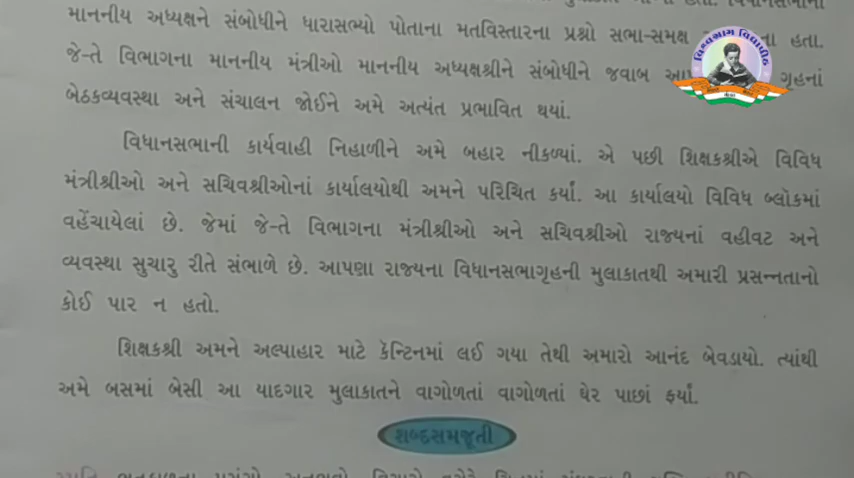 માનનીય અધ્યક્ષને સંબોધીને ધારાસભ્યો પોતાના મતવિસ્તારના પ્રશ્નો સભા-સમક્ષ હતા.
જે-તે વિભાગના માનનીય મંત્રીઓ માનનીય અધ્યક્ષશ્રીને સંબોધીને જવાબ ગૃહનાં
બેઠકવ્યવસ્થા અને સંચાલન જોઈને અમે અત્યંત પ્રભાવિત થયાં.
વિધાનસભાની કાર્યવાહી નિહાળીને અમે બહાર નીકળ્યાં. એ પછી શિક્ષકશ્રીએ વિવિધ
મંત્રીશ્રીઓ અને સચિવશ્રીઓનાં કાર્યાલયોથી અમને પરિચિત કર્યાં. આ કાર્યાલયો વિવિધ બ્લૉકમાં
વહેંચાયેલાં છે. જેમાં જે-તે વિભાગના મંત્રીશ્રીઓ અને સચિવશ્રીઓ રાજ્યનાં વહીવટ અને
વ્યવસ્થા સુચારુ રીતે સંભાળે છે. આપણા રાજ્યના વિધાનસભાગૃહની મુલાકાતથી અમારી પ્રસન્નતાનો
કોઈ પાર ન હતો.
શિક્ષકશ્રી અમને અલ્પાહાર માટે કૅન્ટિનમાં લઈ ગયા તેથી અમારો આનંદ બેવડાયો. ત્યાંથી
અમે બસમાં બેસી આ યાદગાર મુલાકાતને વાગોળતાં વાગોળતાં ઘેર પાછાં ફર્યાં.
શબ્દસમજૂતી